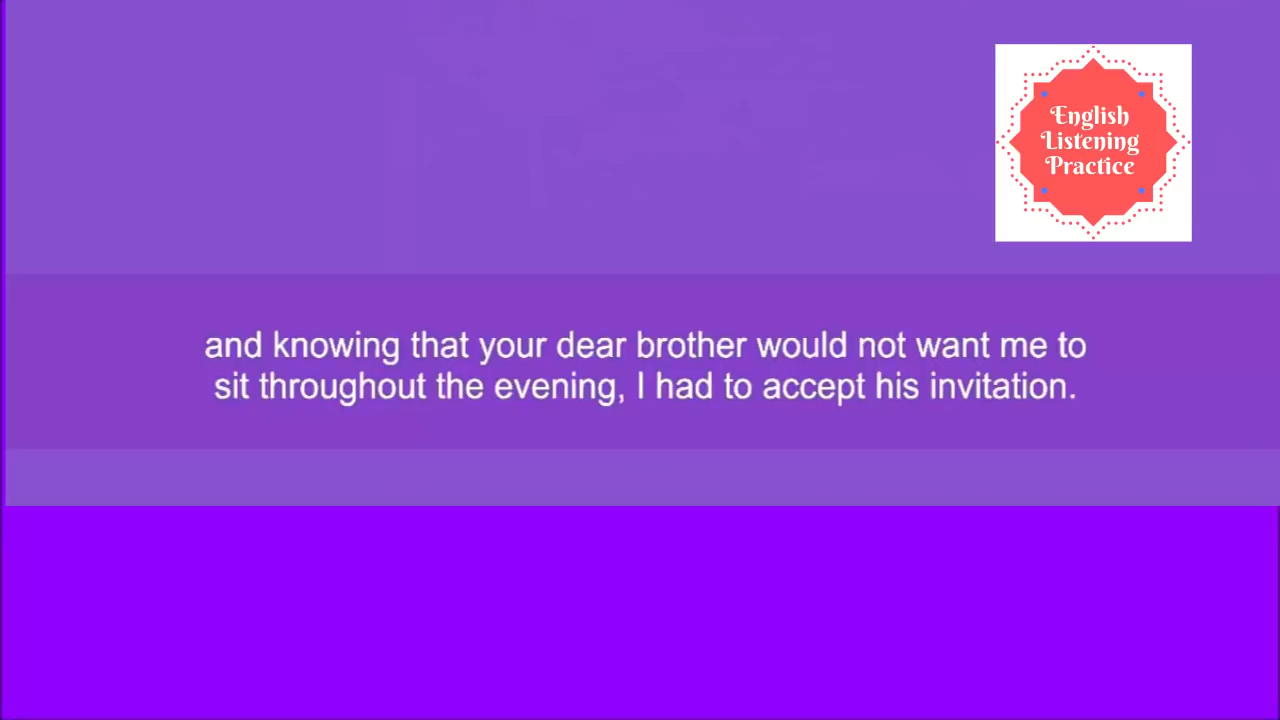 English
Listening
Practice
and knowing that your dear brother would not want me to
sit throughout the evening, I had to accept his invitation.